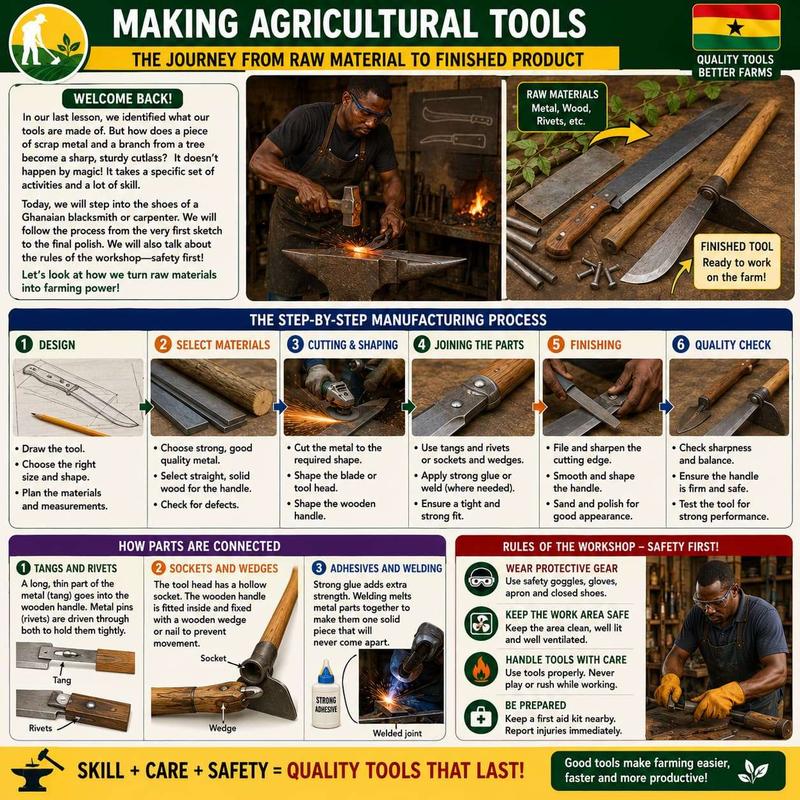 MAKING AGRICULTURAL TOOLS
THE JOURNEY FROM RAW MATERIAL TO FINISHED PRODUCT
QUALITY TOOLS
BETTER FARMS
WELCOME BACK!
In our last lesson, we identified what our
tools are made of. But how does a piece
of scrap metal and a branch from a tree
become a sharp, sturdy cutlass? It doesn't
happen by magic! It takes a specific set of
activities and a lot of skill.
Today, we will step into the shoes of a
Ghanaian blacksmith or carpenter. We will
follow the process from the very first sketch
to the final polish. We will also talk about
the rules of the workshop—safety first!
Let's look at how we turn raw materials
into farming power!
RAW MATERIALS
Metal, Wood,
Rivets, etc.
FINISHED TOOL
Ready to work
on the farm!
THE STEP-BY-STEP MANUFACTURING PROCESS
1 DESIGN
• Draw the tool.
• Choose the right
size and shape.
• Plan the materials
and measurements.
2 SELECT MATERIALS
• Choose strong, good
quality metal.
• Select straight, solid
wood for the handle.
• Check for defects.
3 CUTTING & SHAPING
• Cut the metal to the
required shape.
• Shape the blade or
tool head.
• Shape the wooden
handle.
4 JOINING THE PARTS
• Use tangs and rivets
or sockets and wedges.
• Apply strong glue or
weld (where needed).
• Ensure a tight and
strong fit.
5 FINISHING
• File and sharpen the
cutting edge.
• Smooth and shape
the handle.
• Sand and polish for
good appearance.
6 QUALITY CHECK
• Check sharpness
and balance.
• Ensure the handle
is firm and safe.
• Test the tool for
strong performance.
HOW PARTS ARE CONNECTED
1 TANGS AND RIVETS
A long, thin part of the
metal (tang) goes into the
wooden handle. Metal pins
(rivets) are driven through
both to hold them tightly.
Tang
Rivets
2 SOCKETS AND WEDGES
The tool head has a hollow
socket. The wooden handle
is fitted inside and fixed
with a wooden wedge
or nail to prevent
movement.
Socket
Wedge
3 ADHESIVES AND WELDING
Strong glue adds extra
strength. Welding melts
metal parts together to
make them one solid
piece that will
never come apart.
STRONG
ADHESIVE
Welded joint
RULES OF THE WORKSHOP – SAFETY FIRST!
WEAR PROTECTIVE GEAR
Use safety goggles, gloves,
apron and closed shoes.
KEEP THE WORK AREA SAFE
Keep the area clean, well lit
and well ventilated.
HANDLE TOOLS WITH CARE
Use tools properly. Never
play or rush while working.
BE PREPARED
Keep a first aid kit nearby.
Report injuries immediately.
SKILL + CARE + SAFETY = QUALITY TOOLS THAT LAST!
Good tools make farming easier,
faster and more productive!